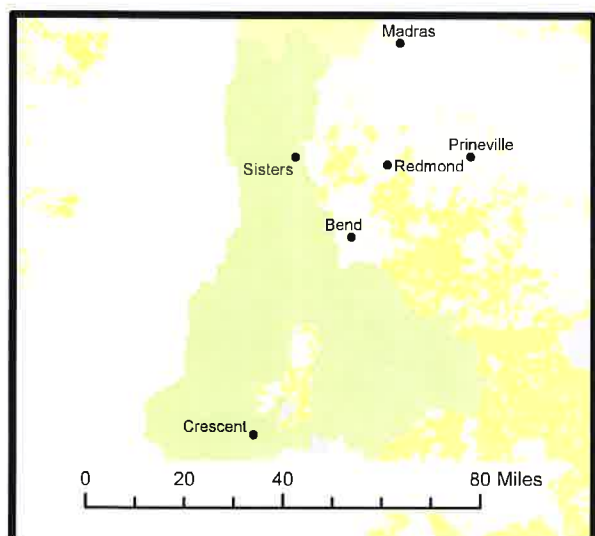 Madras
Prineville
Sisters
Redmond
Bend
Crescent
0 20 40 80 Miles